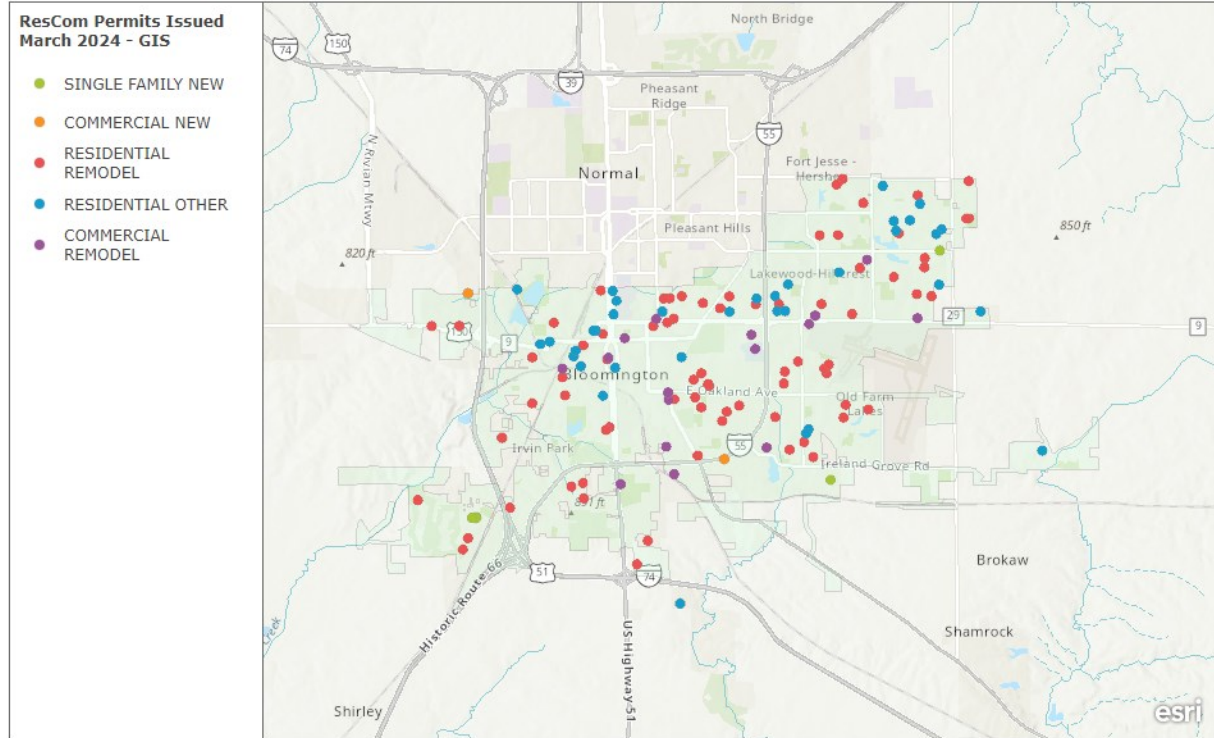 ResCom Permits Issued
March 2024 - GIS
SINGLE FAMILY NEW
COMMERCIAL NEW
RESIDENTIAL
REMODEL
RESIDENTIAL OTHER
COMMERCIAL
REMODEL
North Bridge
150
74
39
Pheasant
Ridge
55
N Rivian Mtwy
Normal
Fort Jesse -
Hershe
Pleasant Hills
850 ft
820 ft
Lakewood-Hillcrest
150
9
29
9
Bloomington
E Oakland Ave
Old Farm
Lakes
55
Irvin Park
Ireland Grove Rd
851 ft
51
74
Brokaw
Historic Route 66
Creek
US Highway 51
Shamrock
Shirley
esri